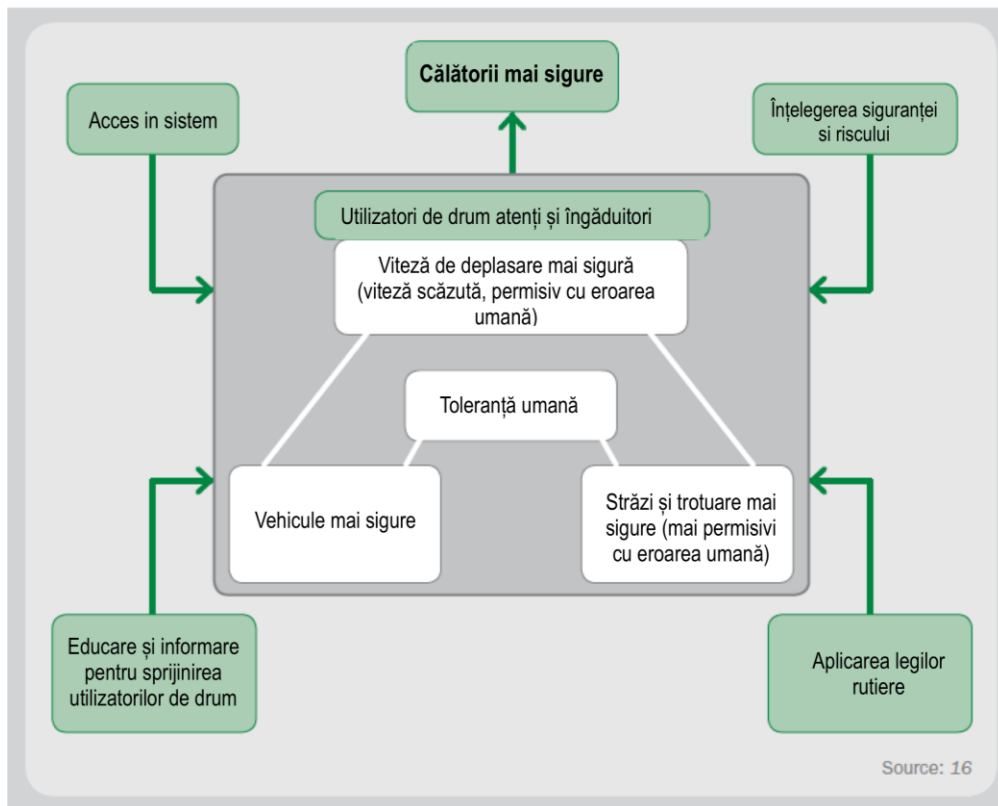 Călătorii mai sigure
Acces in sistem
Înțelegerea siguranței
si riscului
Utilizatori de drum atenți și îngăduitori
Viteză de deplasare mai sigură
(viteză scăzută, permisiv cu eroarea
umană)
Toleranță umană
Vehicule mai sigure
Străzi și trotuare mai
sigure (mai permisivi
cu eroarea umană)
Educare și informare
pentru sprijinirea
utilizatorilor de drum
Aplicarea legilor
rutiere
Source: 16